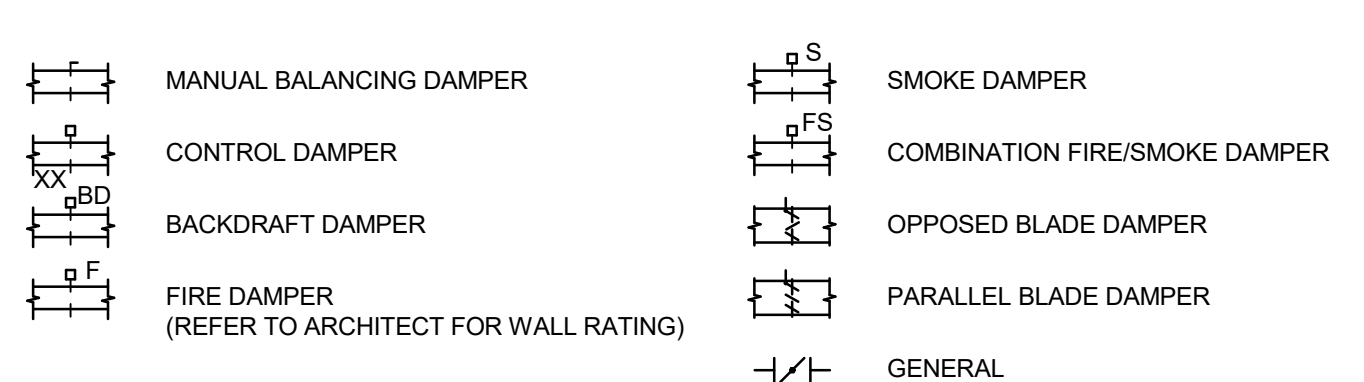 MANUAL BALANCING DAMPER
CONTROL DAMPER
XX
BD
BACKDRAFT DAMPER
F
FIRE DAMPER
(REFER TO ARCHITECT FOR WALL RATING)
S
SMOKE DAMPER
FS
COMBINATION FIRE/SMOKE DAMPER
OPPOSED BLADE DAMPER
PARALLEL BLADE DAMPER
GENERAL